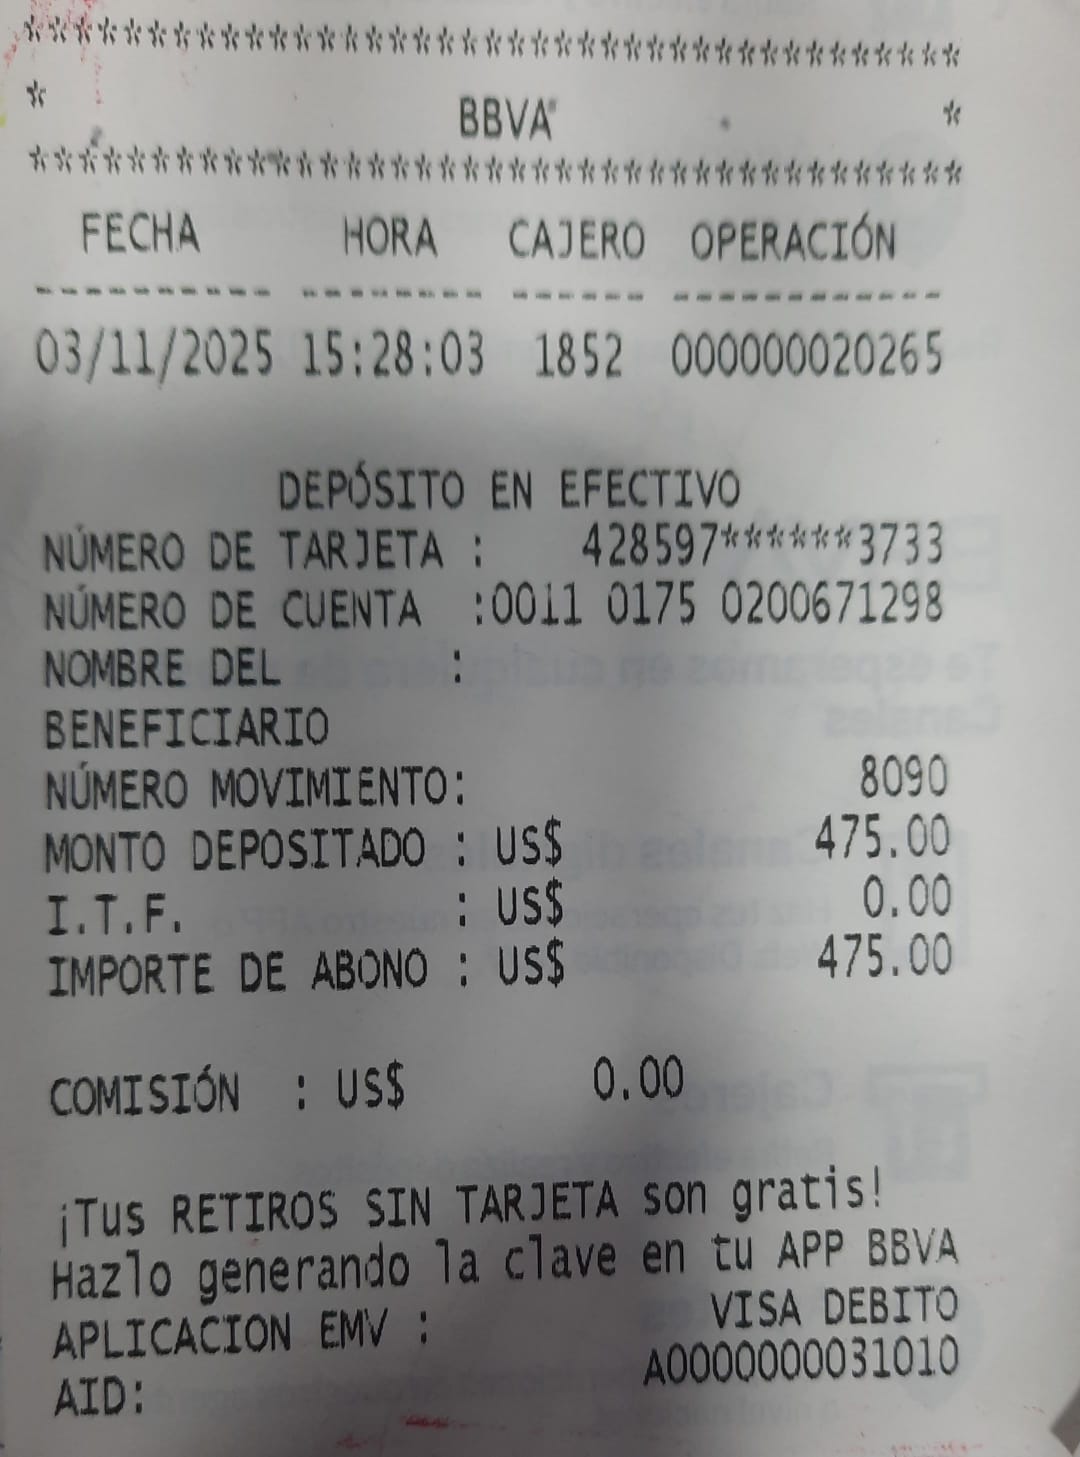 ****************************************
* BBVA *
****************************************
FECHA HORA CAJERO OPERACIÓN
---------- -------- ------ ------------
03/11/2025 15:28:03 1852 000000020265
DEPÓSITO EN EFECTIVO
NÚMERO DE TARJETA : 428597******3733
NÚMERO DE CUENTA :0011 0175 0200671298
NOMBRE DEL :
BENEFICIARIO
NÚMERO MOVIMIENTO: 8090
MONTO DEPOSITADO : US$ 475.00
I.T.F. : US$ 0.00
IMPORTE DE ABONO : US$ 475.00
COMISIÓN : US$ 0.00
¡Tus RETIROS SIN TARJETA son gratis!
Hazlo generando la clave en tu APP BBVA
APLICACION EMV : VISA DEBITO
AID: A0000000031010